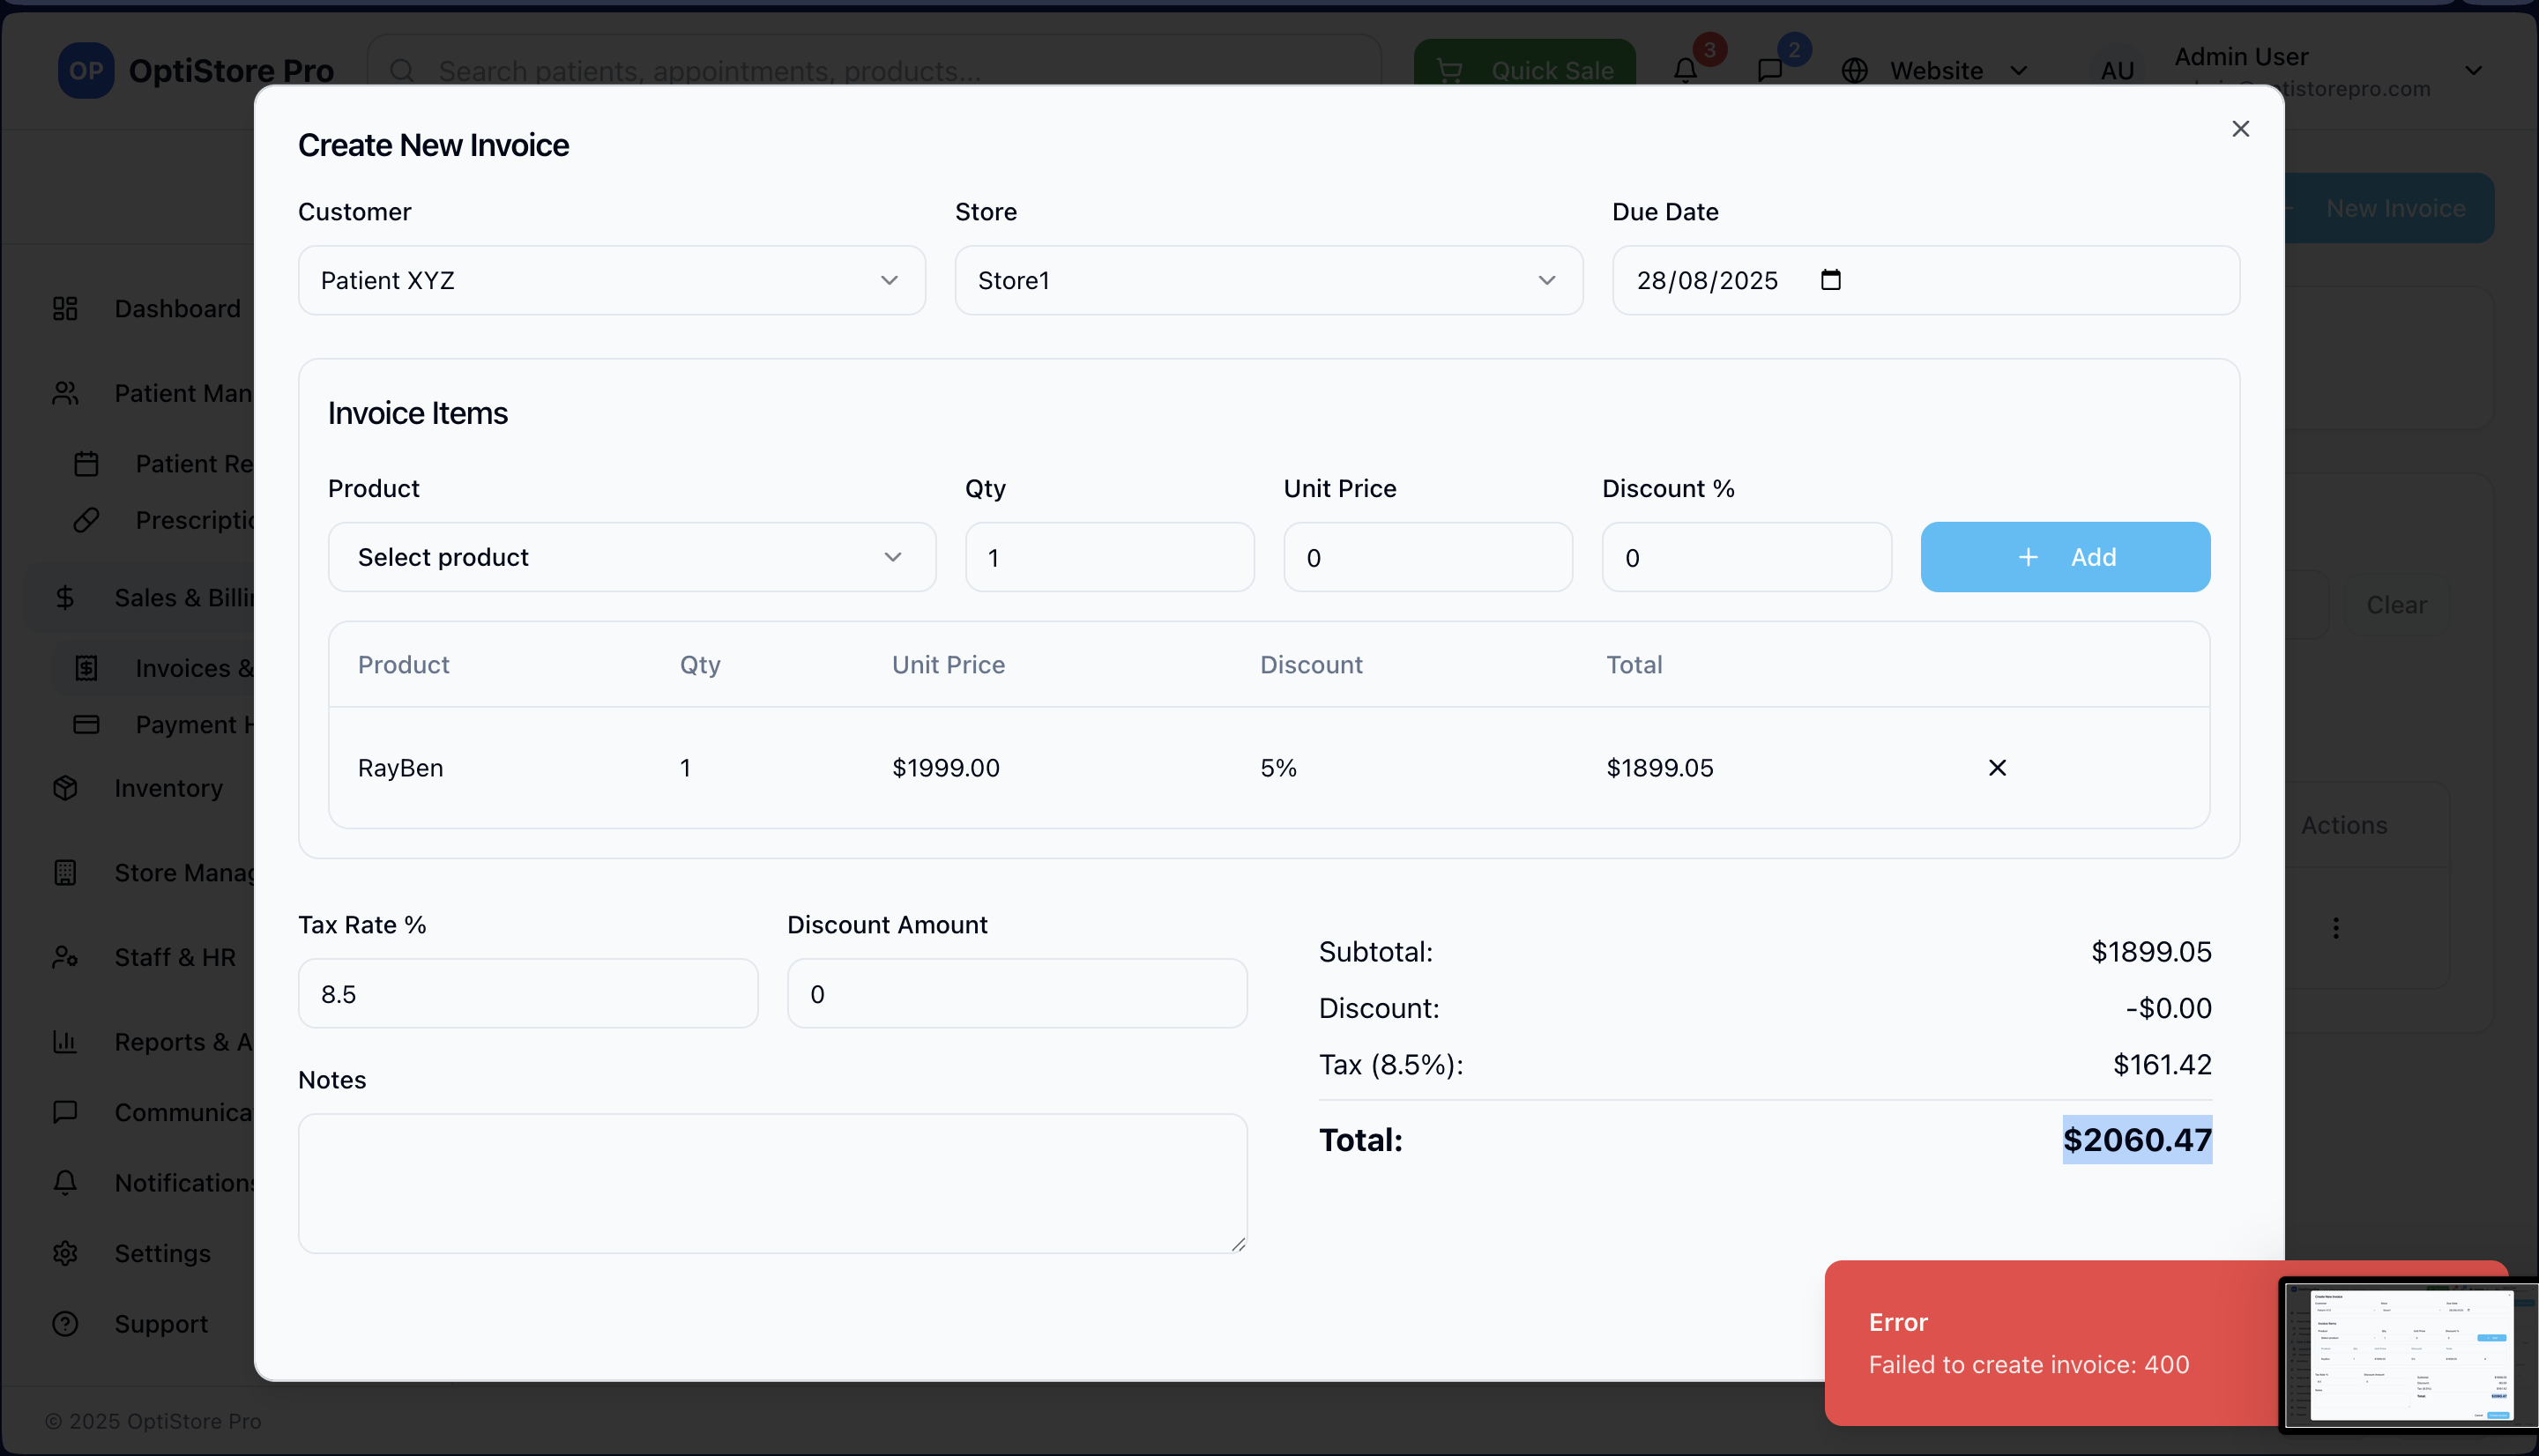 OP OptiStore Pro
Search patients, appointments, products...
Quick Sale
3
2
Website
AU
Admin User
tistorepro.com
Create New Invoice
New Invoice
Customer Store Due Date
Patient XYZ Store1 28/08/2025
Dashboard
Patient Man
Patient Re
Prescriptio
Sales & Billi
Invoices &
Payment H
Inventory
Store Manag
Staff & HR
Reports & A
Communica
Notifications
Settings
Support
© 2025 OptiStore Pro
Invoice Items
Product Qty Unit Price Discount %
Select product 1 0 0 + Add
Clear
Product Qty Unit Price Discount Total
RayBen 1 $1999.00 5% $1899.05
Actions
Tax Rate % Discount Amount
8.5 0
Notes
Subtotal: $1899.05
Discount: -$0.00
Tax (8.5%): $161.42
Total: $2060.47
Error
Failed to create invoice: 400